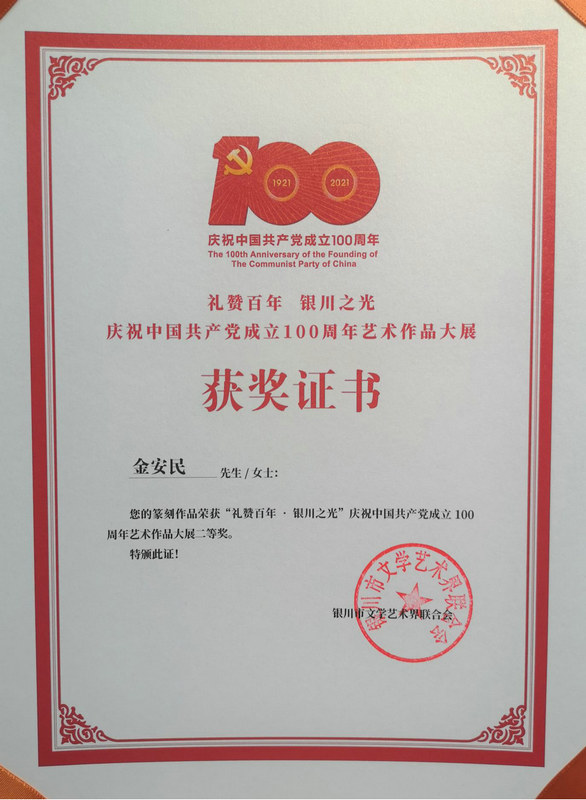 1921
2021
庆祝中国共产党成立100周年
The 100th Anniversary of the Founding of
The Communist Party of China
礼赞百年 银川之光
庆祝中国共产党成立100周年艺术作品大展
获奖证书
金安民 先生/女士：
您的篆刻作品荣获“礼赞百年·银川之光”庆祝中国共产党成立 100
周年艺术作品大展二等奖。
特颁此证！
银川市文学艺术界联合会
银川市文学艺术界联合会